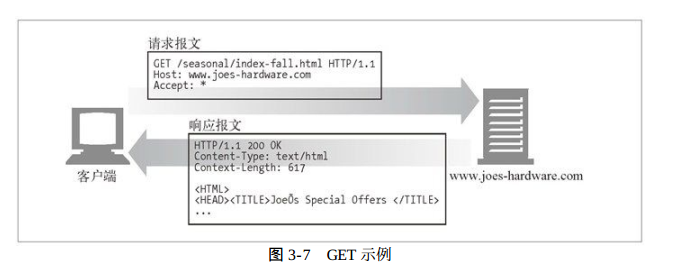 请求报文
GET /seasonal/index-fall.html HTTP/1.1
Host: www.joes-hardware.com
Accept: *
响应报文
HTTP/1.1 200 OK
Content-Type: text/html
Context-Length: 617
<HTML>
<HEAD><TITLE>JoeÕs Special Offers </TITLE>
...
客户端
www.joes-hardware.com
图 3-7 GET 示例